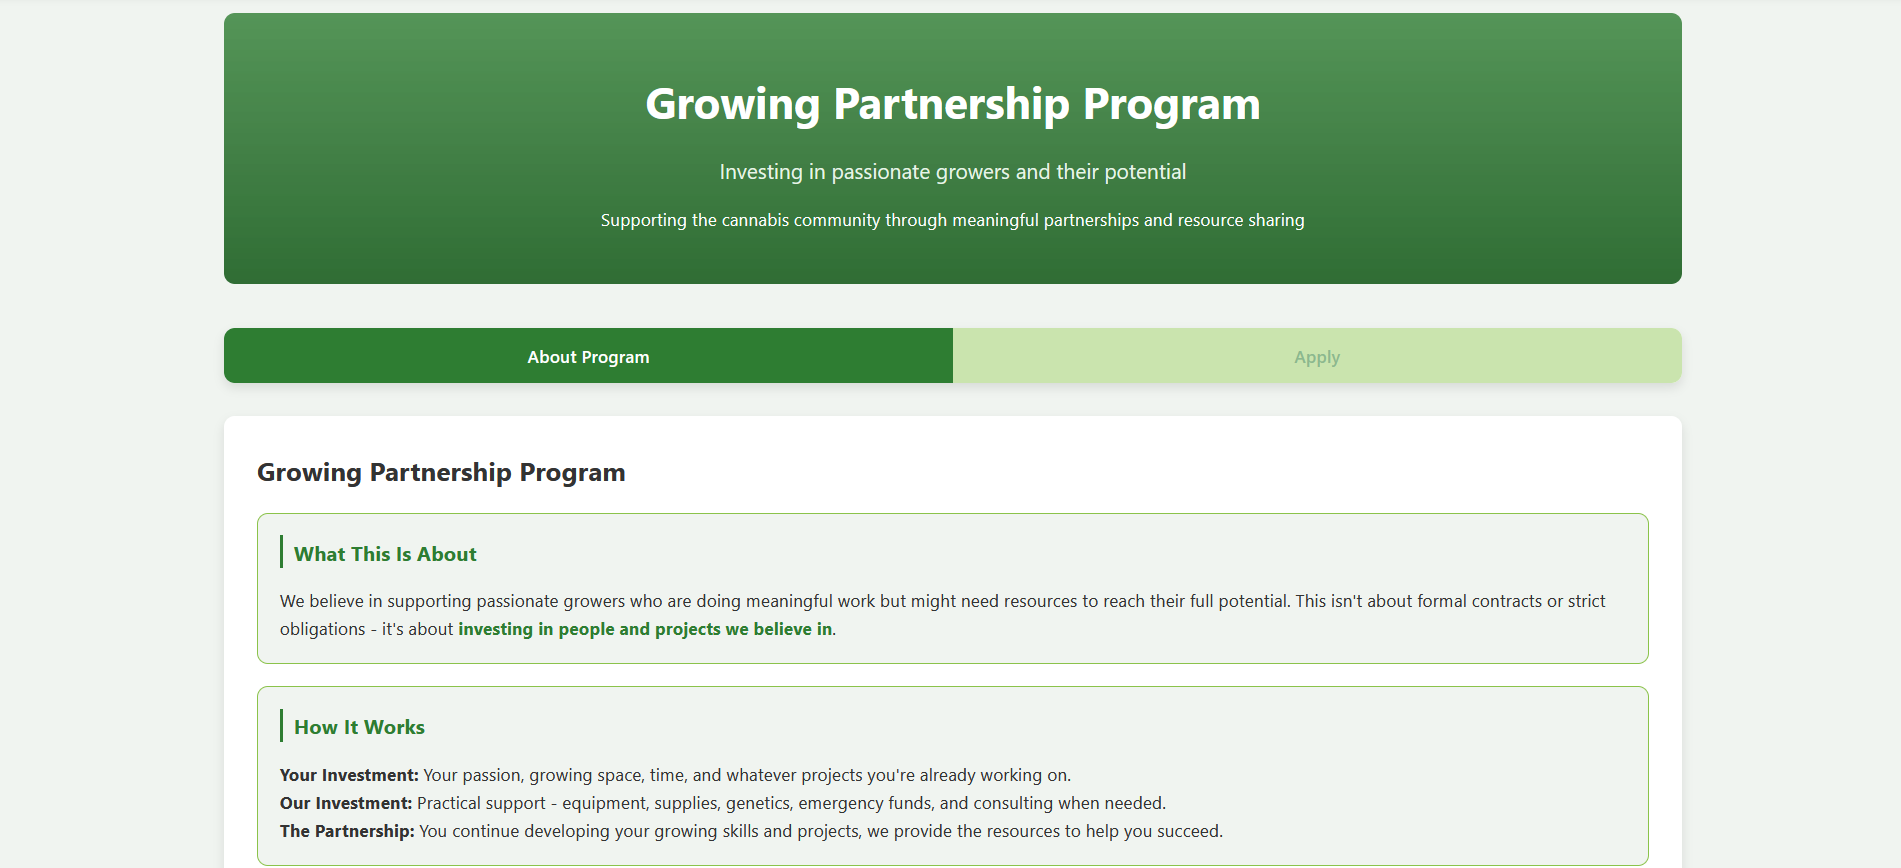 Growing Partnership Program
Investing in passionate growers and their potential
Supporting the cannabis community through meaningful partnerships and resource sharing
About Program
Apply
Growing Partnership Program
What This Is About
We believe in supporting passionate growers who are doing meaningful work but might need resources to reach their full potential. This isn't about formal contracts or strict
obligations - it's about investing in people and projects we believe in.
How It Works
Your Investment: Your passion, growing space, time, and whatever projects you're already working on.
Our Investment: Practical support - equipment, supplies, genetics, emergency funds, and consulting when needed.
The Partnership: You continue developing your growing skills and projects, we provide the resources to help you succeed.